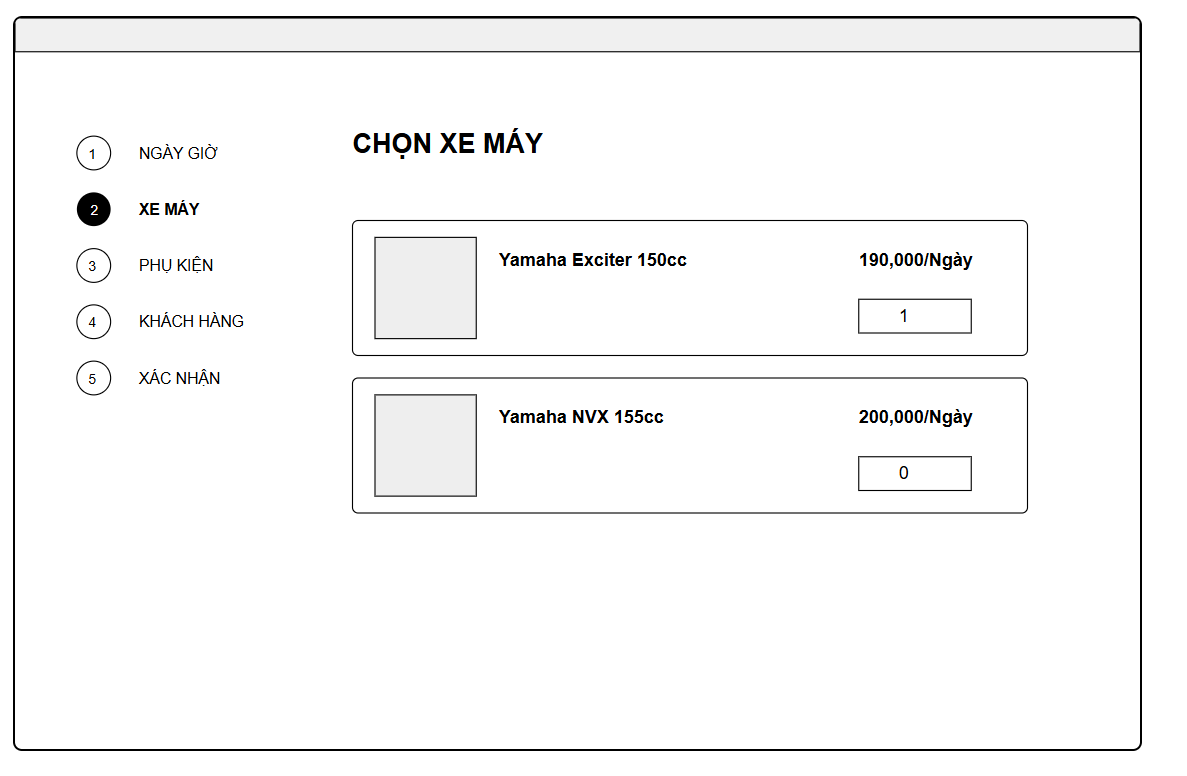 1 NGÀY GIỜ
2 XE MÁY
3 PHỤ KIỆN
4 KHÁCH HÀNG
5 XÁC NHẬN
CHỌN XE MÁY
Yamaha Exciter 150cc 190,000/Ngày
1
Yamaha NVX 155cc 200,000/Ngày
0